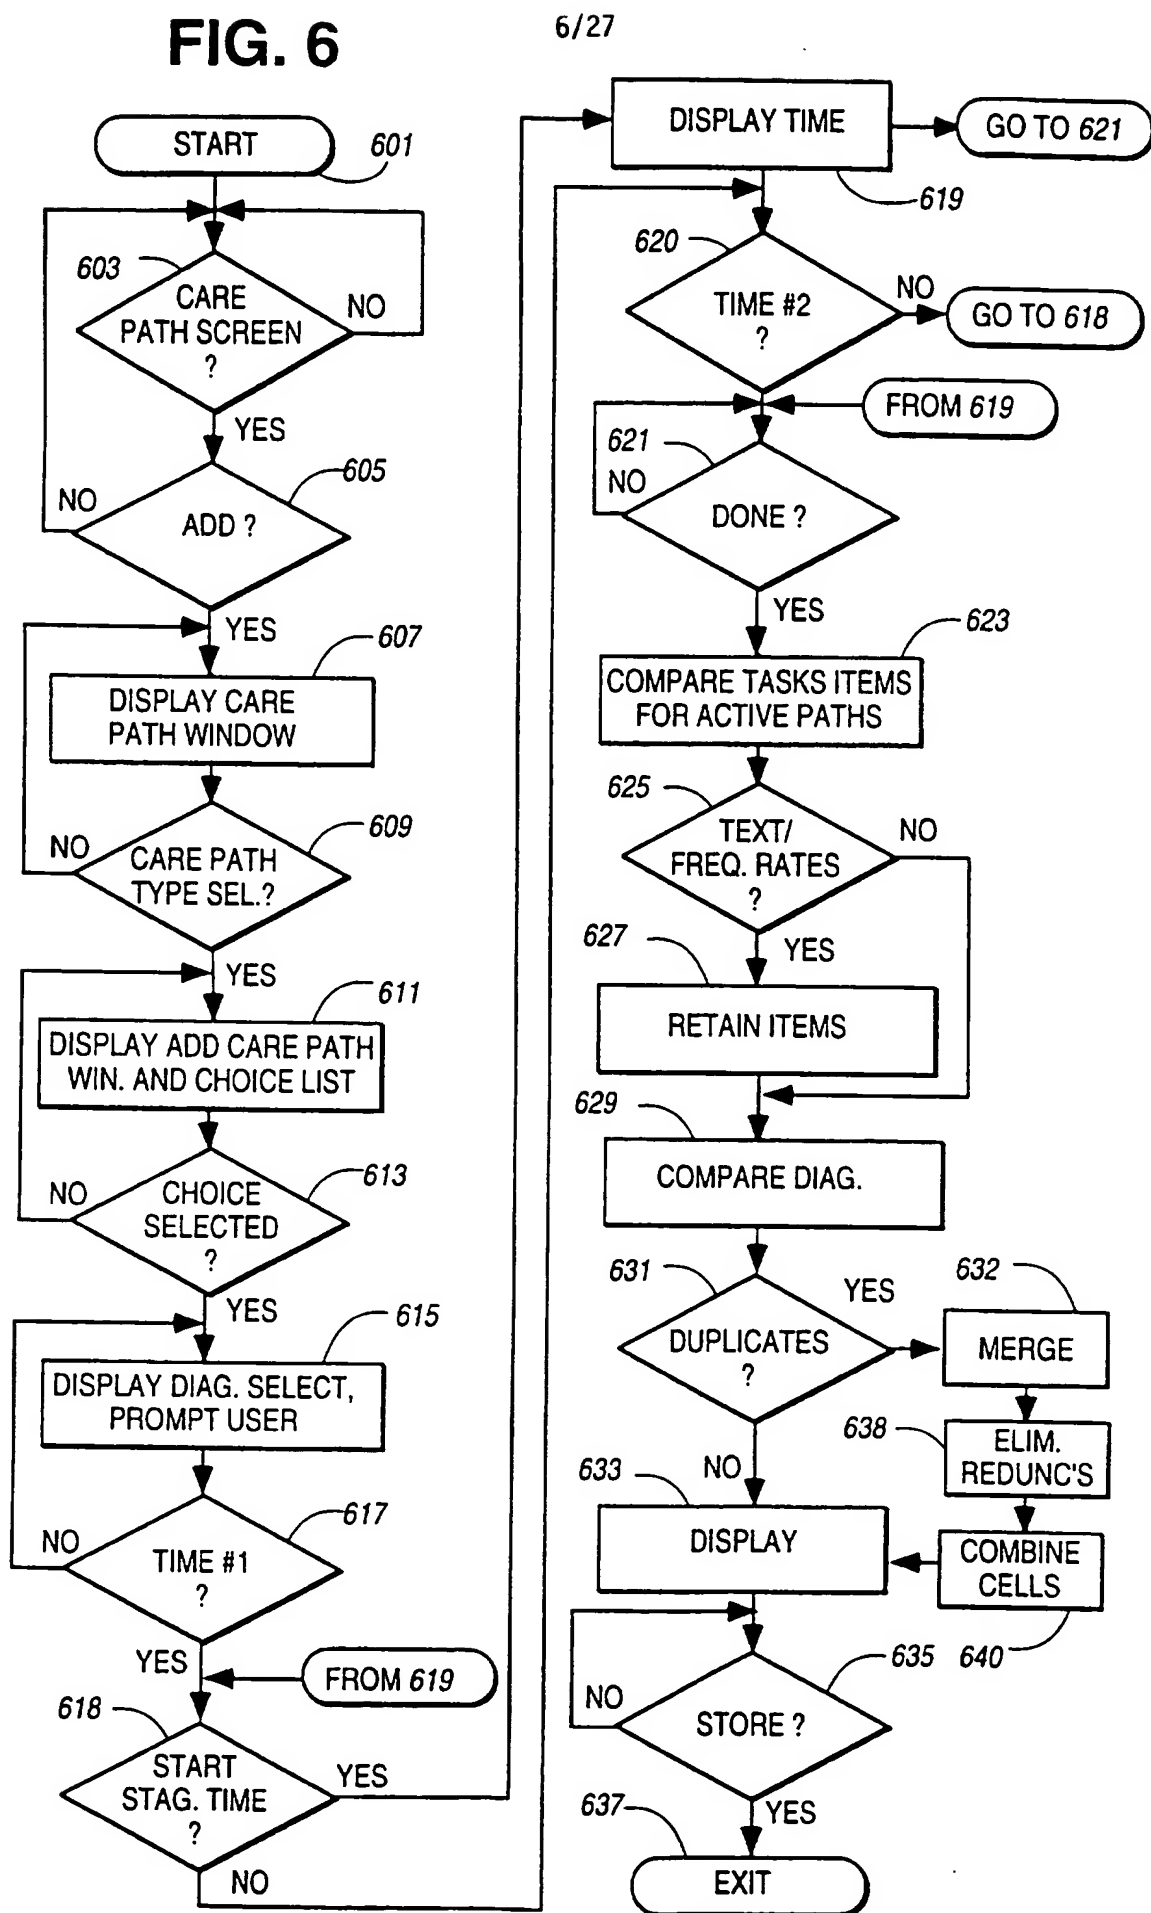 FIG. 6
6/27
START
601
603
CARE
PATH SCREEN
?
NO
YES
605
NO
ADD ?
YES
607
DISPLAY CARE
PATH WINDOW
609
NO
CARE PATH
TYPE SEL.?
YES
611
DISPLAY ADD CARE PATH
WIN. AND CHOICE LIST
613
NO
CHOICE
SELECTED
?
YES
615
DISPLAY DIAG. SELECT,
PROMPT USER
617
NO
TIME #1
?
YES
FROM 619
618
START
STAG. TIME
?
YES
NO
DISPLAY TIME
GO TO 621
619
620
TIME #2
?
NO
GO TO 618
FROM 619
621
NO
DONE ?
YES
623
COMPARE TASKS ITEMS
FOR ACTIVE PATHS
625
TEXT/
FREQ. RATES
?
NO
627
YES
RETAIN ITEMS
629
COMPARE DIAG.
631
YES
632
DUPLICATES
?
MERGE
638
ELIM.
REDUNC'S
NO
633
DISPLAY
COMBINE
CELLS
635
640
NO
STORE ?
YES
637
EXIT